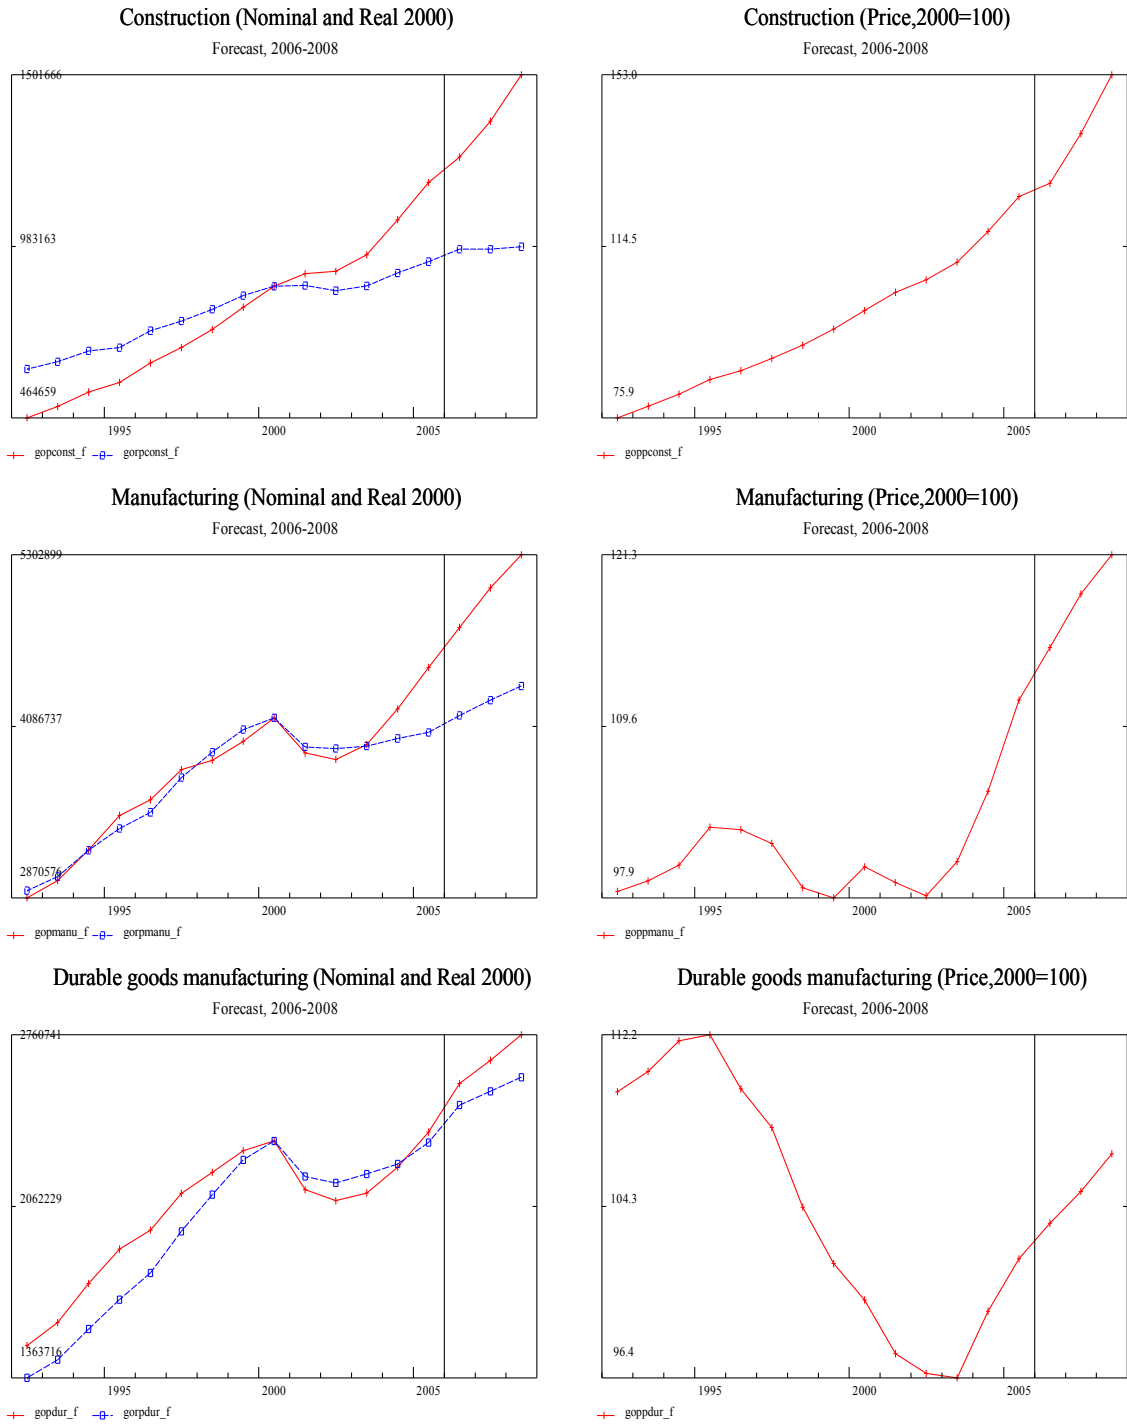 Construction (Nominal and Real 2000)
Forecast, 2006-2008
1501666
983163
464659
1995 2000 2005
gopconst_f gorpconst_f
Construction (Price,2000=100)
Forecast, 2006-2008
153.0
114.5
75.9
1995 2000 2005
goppconst_f
Manufacturing (Nominal and Real 2000)
Forecast, 2006-2008
5302899
4086737
2870576
1995 2000 2005
gopmanu_f gorpmanu_f
Manufacturing (Price,2000=100)
Forecast, 2006-2008
121.3
109.6
97.9
1995 2000 2005
goppmanu_f
Durable goods manufacturing (Nominal and Real 2000)
Forecast, 2006-2008
2760741
2062229
1363716
1995 2000 2005
gopdur_f gorpdur_f
Durable goods manufacturing (Price,2000=100)
Forecast, 2006-2008
112.2
104.3
96.4
1995 2000 2005
goppdur_f